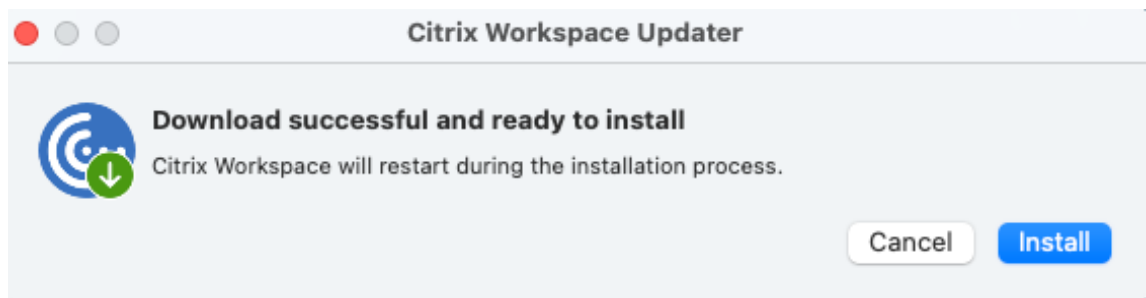 Citrix Workspace Updater
Download successful and ready to install
Citrix Workspace will restart during the installation process.
Cancel
Install